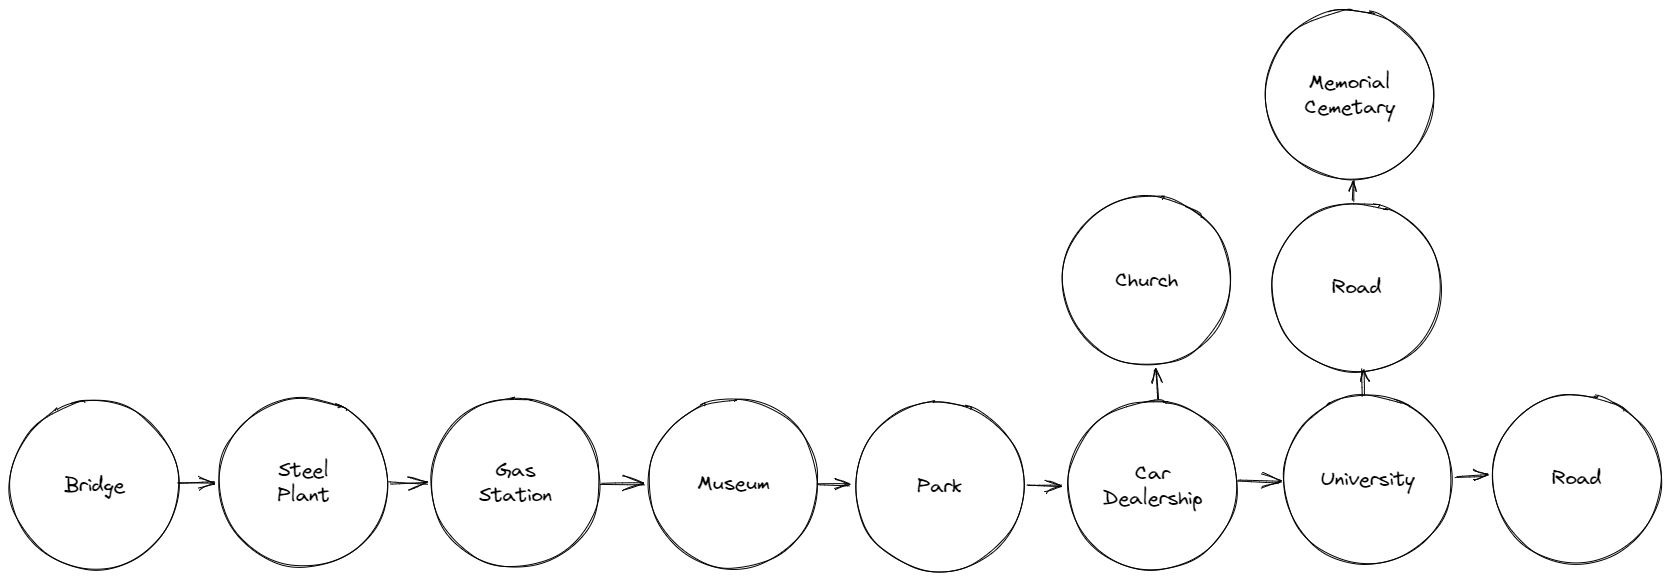 Memorial
Cemetary
Church
Road
Bridge
Steel
Plant
Gas
Station
Museum
Park
Car
Dealership
University
Road